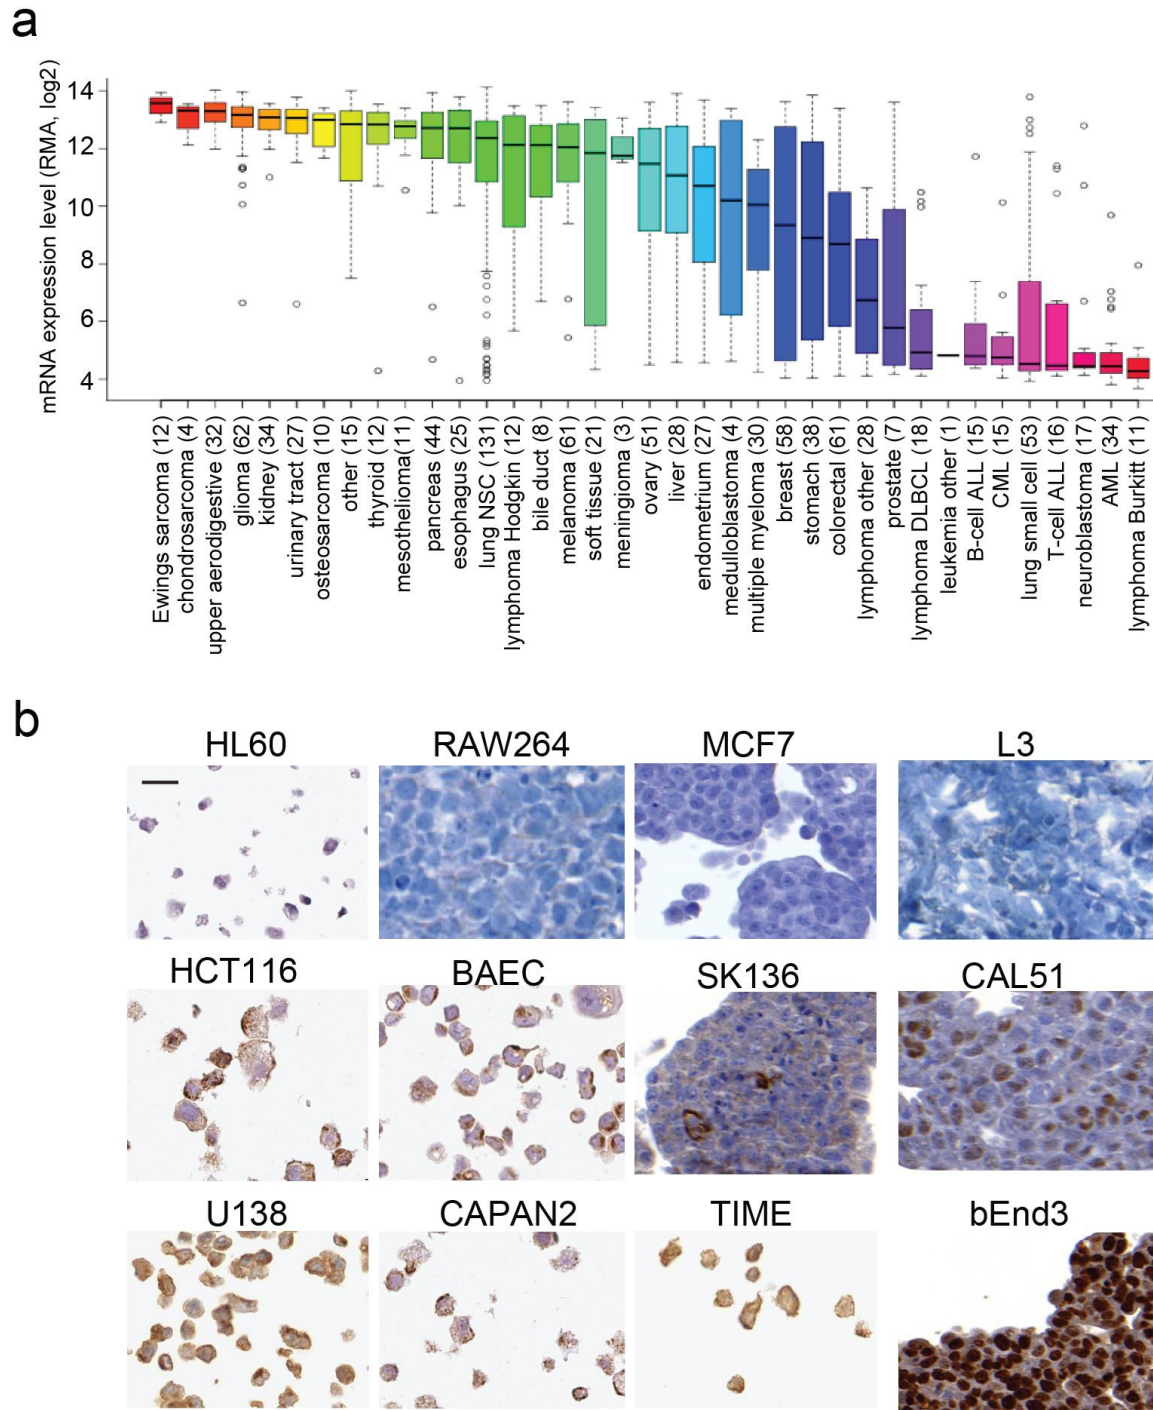 a
mRNA expression level (RMA, log2)
14
12
10
8
6
4
Ewings sarcoma (12)
chondrosarcoma (4)
upper aerodigestive (32)
glioma (62)
kidney (34)
urinary tract (27)
osteosarcoma (10)
other (15)
thyroid (12)
mesothelioma(11)
pancreas (44)
esophagus (25)
lung NSC (131)
lymphoma Hodgkin (12)
bile duct (8)
melanoma (61)
soft tissue (21)
meningioma (3)
ovary (51)
liver (28)
endometrium (27)
medulloblastoma (4)
multiple myeloma (30)
breast (58)
stomach (38)
colorectal (61)
lymphoma other (28)
prostate (7)
lymphoma DLBCL (18)
leukemia other (1)
B-cell ALL (15)
CML (15)
lung small cell (53)
T-cell ALL (16)
neuroblastoma (17)
AML (34)
lymphoma Burkitt (11)
b
HL60 RAW264 MCF7 L3
HCT116 BAEC SK136 CAL51
U138 CAPAN2 TIME bEnd3